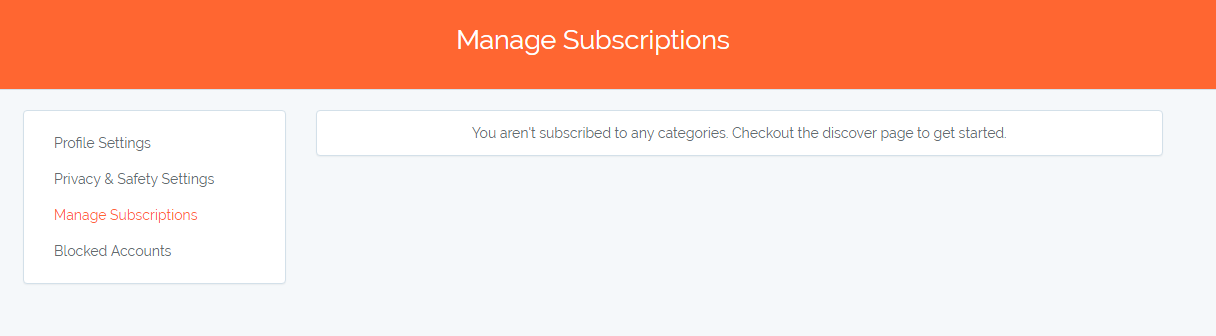 Manage Subscriptions
Profile Settings
Privacy & Safety Settings
Manage Subscriptions
Blocked Accounts
You aren't subscribed to any categories. Checkout the discover page to get started.